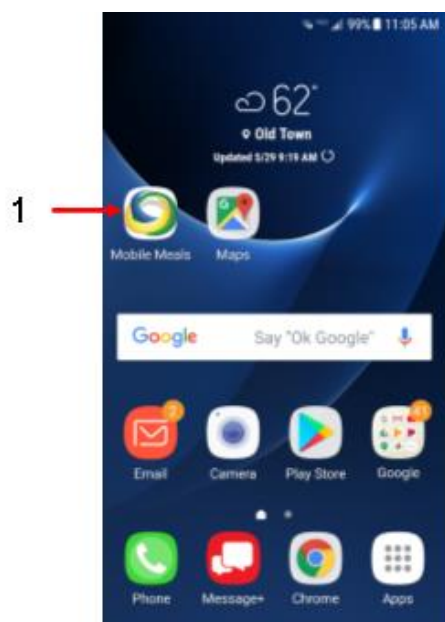 99% 11:05 AM
62°
Old Town
Updated 5/29 9:19 AM
1
Mobile Meals Maps
Google Say "Ok Google"
2
Email Camera Play Store Google
Phone Message+ Chrome Apps